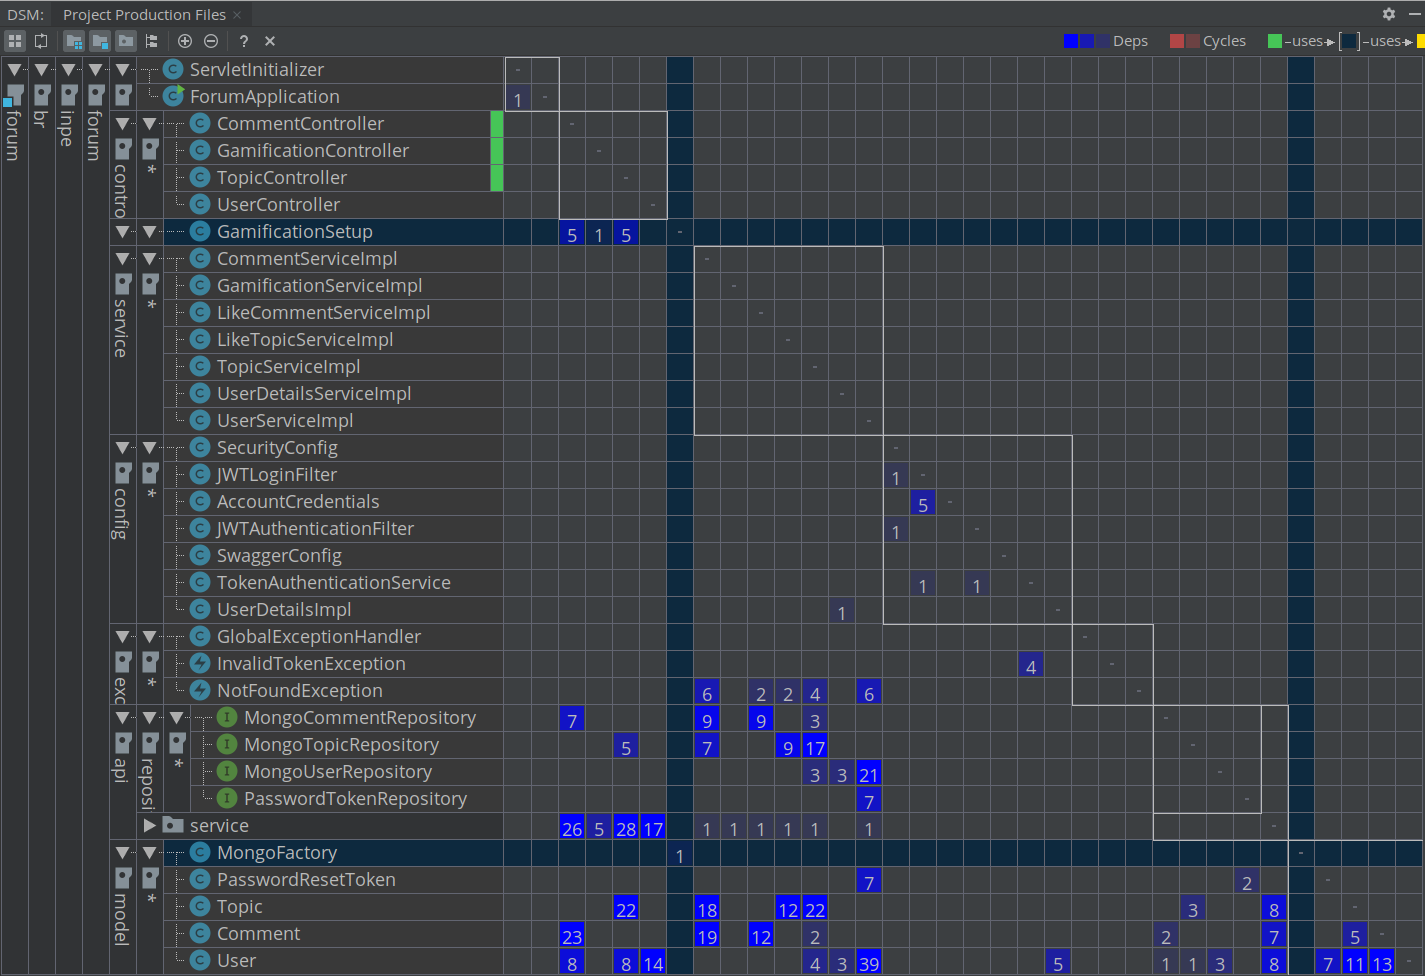 DSM: Project Production Files ×
? × Deps Cycles –uses→ [ ] –uses→
ServletInitializer -
ForumApplication 1 -
CommentController -
GamificationController -
TopicController -
UserController -
GamificationSetup 5 1 5 -
CommentServiceImpl -
GamificationServiceImpl -
LikeCommentServiceImpl -
LikeTopicServiceImpl -
TopicServiceImpl -
UserDetailsServiceImpl -
UserServiceImpl -
SecurityConfig -
JWTLoginFilter 1 -
AccountCredentials 5 -
JWTAuthenticationFilter 1 -
SwaggerConfig -
TokenAuthenticationService 1 1 -
UserDetailsImpl 1 -
GlobalExceptionHandler -
InvalidTokenException 4 -
NotFoundException 6 2 2 4 6 -
MongoCommentRepository 7 9 9 3 -
MongoTopicRepository 5 7 9 17 -
MongoUserRepository 3 3 21 -
PasswordTokenRepository 7 -
service 26 5 28 17 1 1 1 1 1 1 -
MongoFactory 1 -
PasswordResetToken 7 2 -
Topic 22 18 12 22 3 8 -
Comment 23 19 12 2 2 7 5 -
User 8 8 14 4 3 39 5 1 1 3 8 7 11 13 -
forum
br
inpe
forum
contro
*
service
*
config
*
exc
*
api
reposi
*
model
*